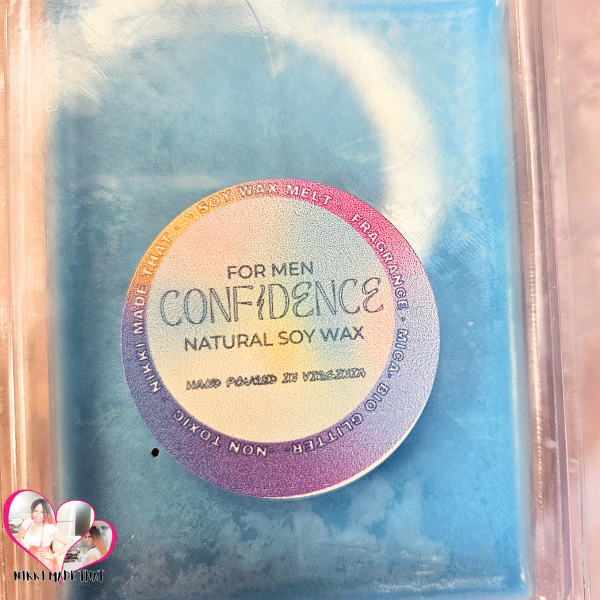 · SOY WAX MELT · FRAGRANCE · MICA · BIO GLITTER · NON TOXIC · NIKKI MADE THAT ·
FOR MEN
CONFIDENCE
NATURAL SOY WAX
HAND POURED IN VIRGINIA
NIKKI MADE THAT